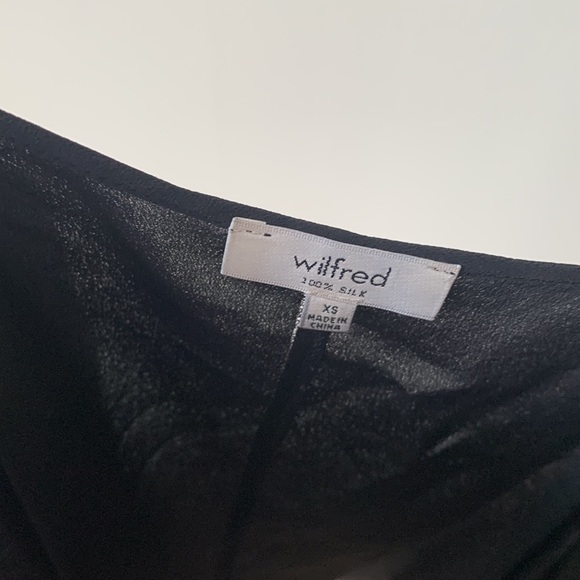 wilfred
100% SILK
XS
MADE IN
CHINA